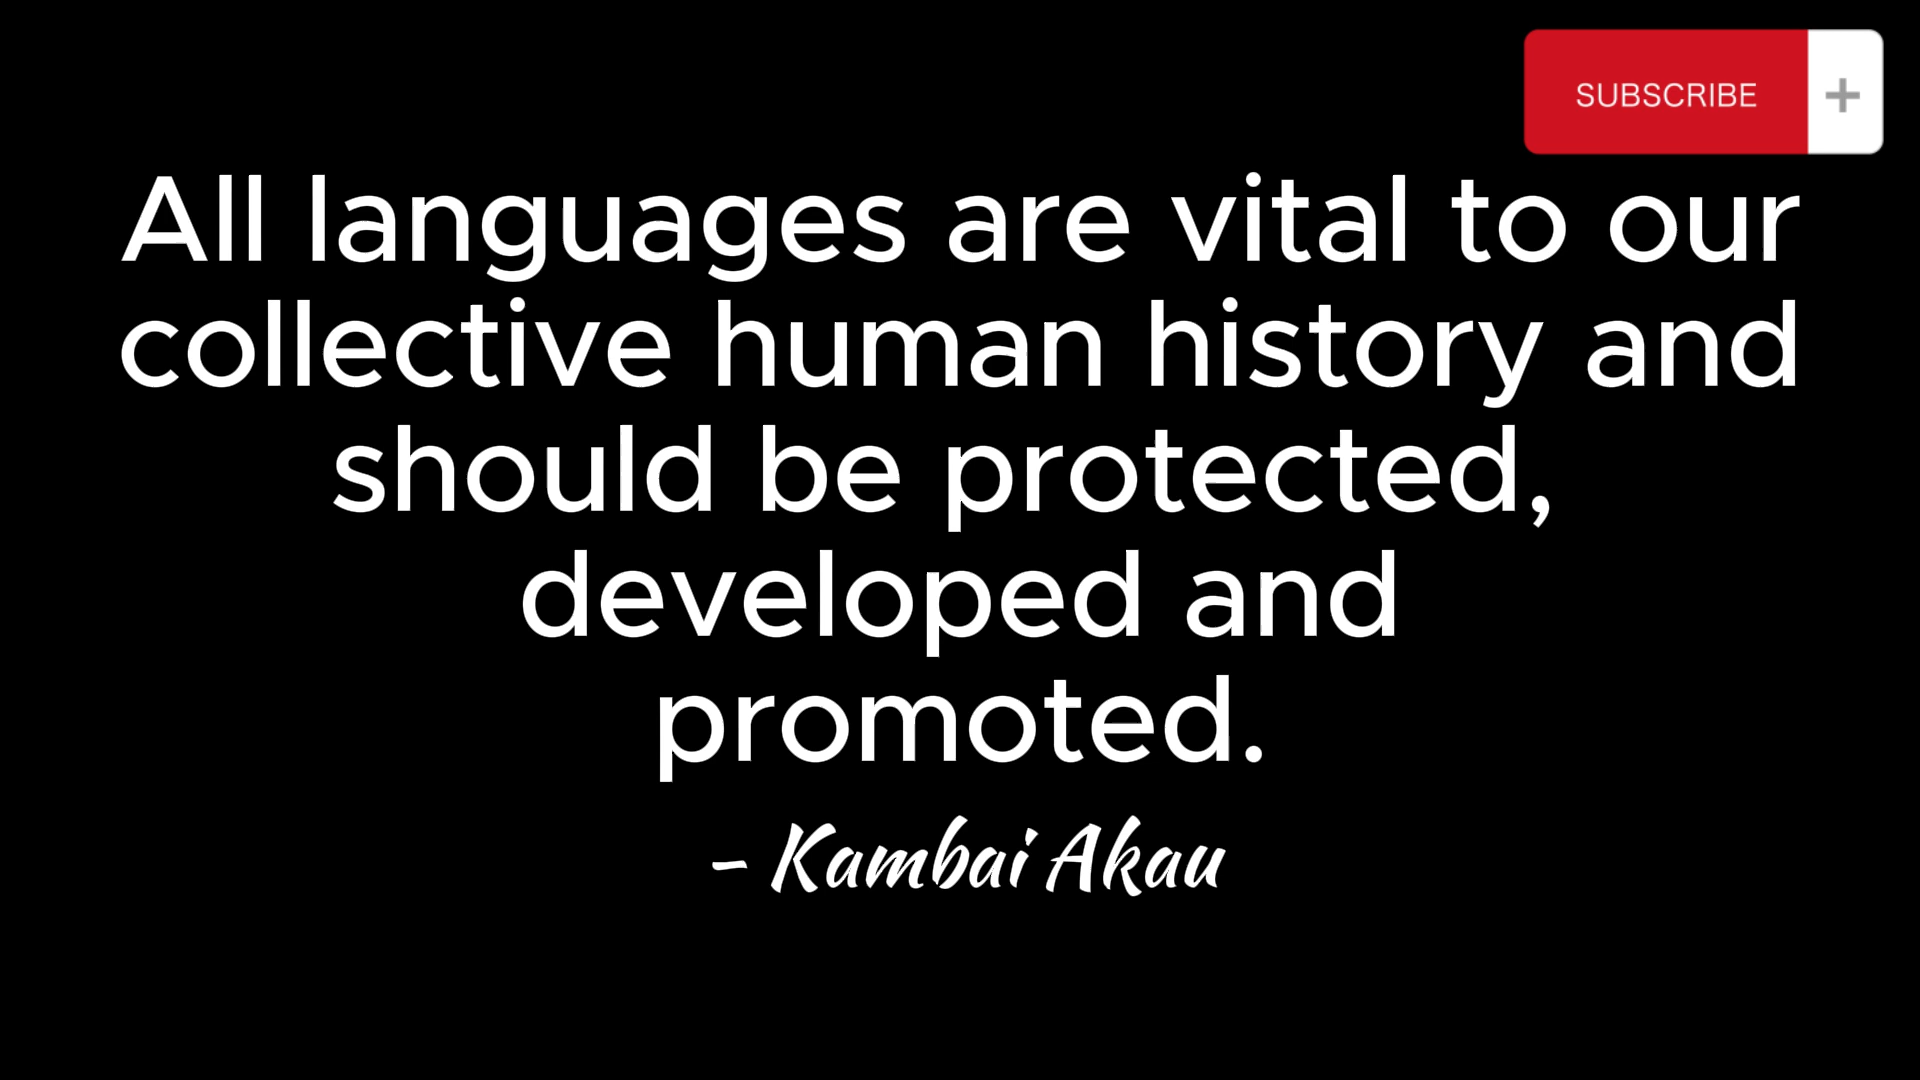 SUBSCRIBE +
All languages are vital to our
collective human history and
should be protected,
developed and
promoted.
- Kambai Akau